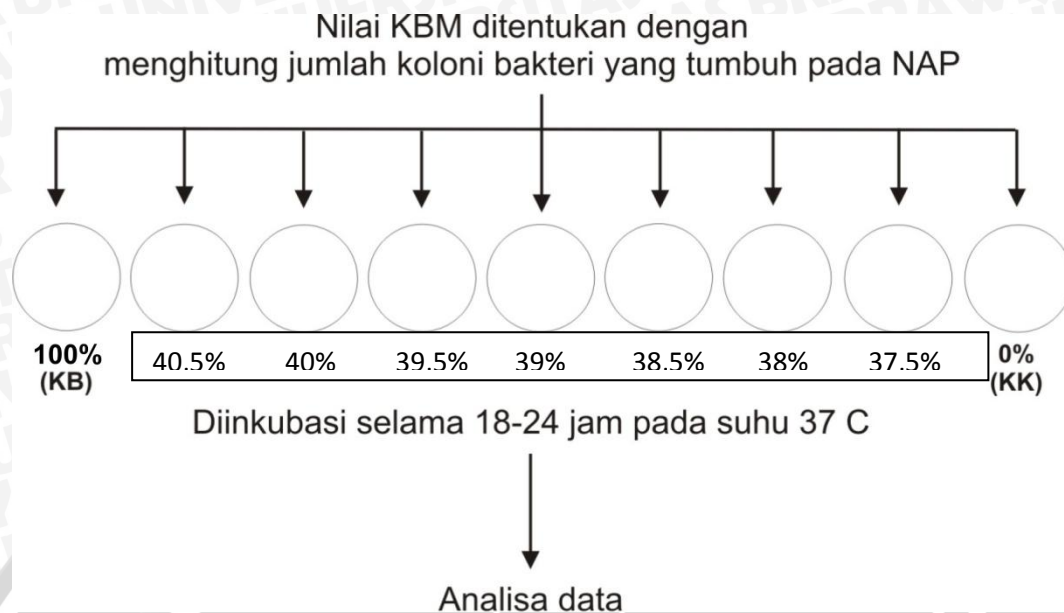 Nilai KBM ditentukan dengan
menghitung jumlah koloni bakteri yang tumbuh pada NAP
100% 40.5% 40% 39.5% 39% 38.5% 38% 37.5% 0%
(KB) (KK)
Diinkubasi selama 18-24 jam pada suhu 37 C
Analisa data